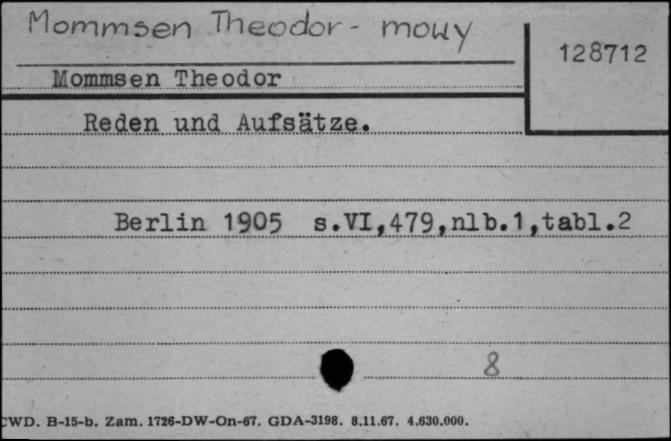 Mommsen Theodor - mowy
128712
Mommsen Theodor
Reden und Aufsätze.
Berlin 1905 s.VI,479,nlb.1,tabl.2
8
CWD. B-15-b. Zam. 1726-DW-On-67. GDA-3198. 8.11.67. 4.630.000.